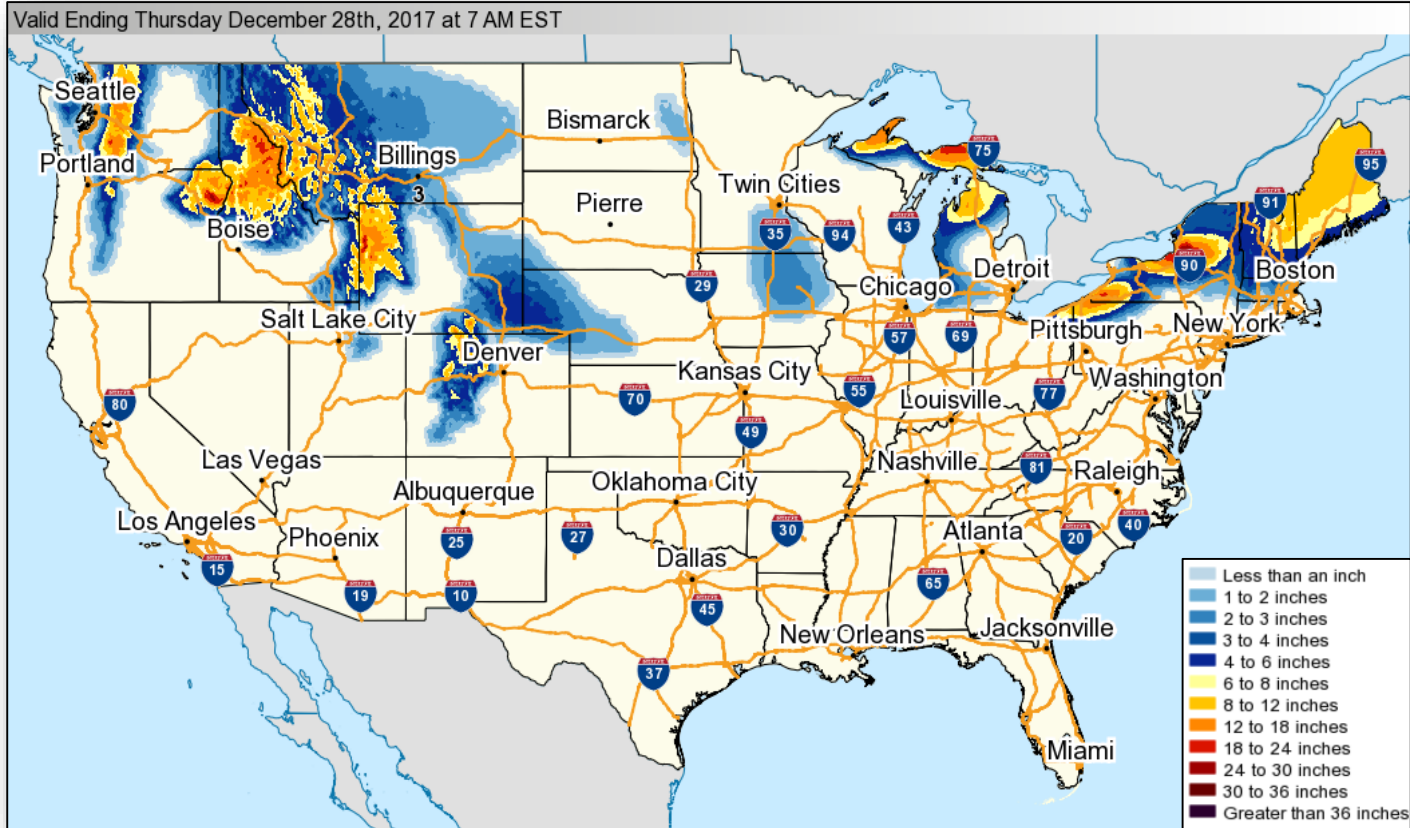 Valid Ending Thursday December 28th, 2017 at 7 AM EST
Seattle
Bismarck
75
95
Portland
Billings
Twin Cities
3
Pierre
91
Boise
35
94
43
90
Detroit
Boston
29
Chicago
Salt Lake City
57
69
Pittsburgh
New York
Denver
Kansas City
Washington
80
70
55
77
Louisville
49
Las Vegas
Nashville
81
Raleigh
Albuquerque
Oklahoma City
Los Angeles
Phoenix
25
27
30
Atlanta
20
40
15
Dallas
19
10
45
65
New Orleans
Jacksonville
37
Miami
Less than an inch
1 to 2 inches
2 to 3 inches
3 to 4 inches
4 to 6 inches
6 to 8 inches
8 to 12 inches
12 to 18 inches
18 to 24 inches
24 to 30 inches
30 to 36 inches
Greater than 36 inches